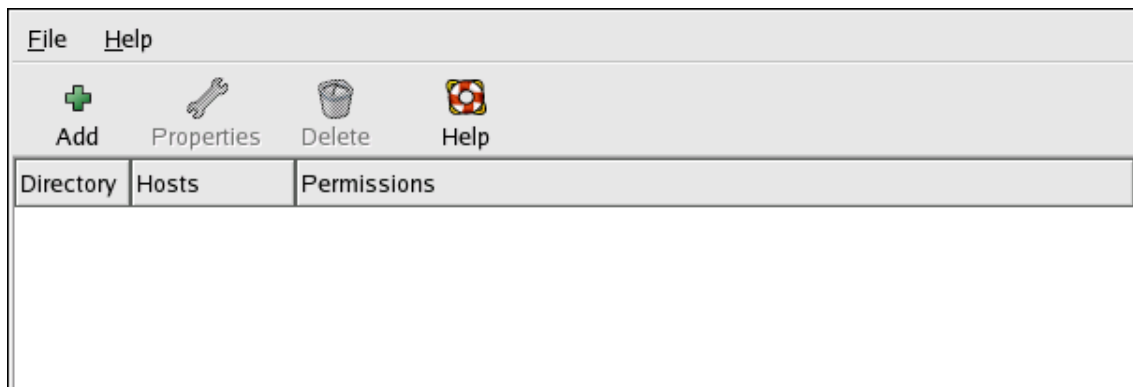 File Help
Add Properties Delete Help
Directory Hosts Permissions